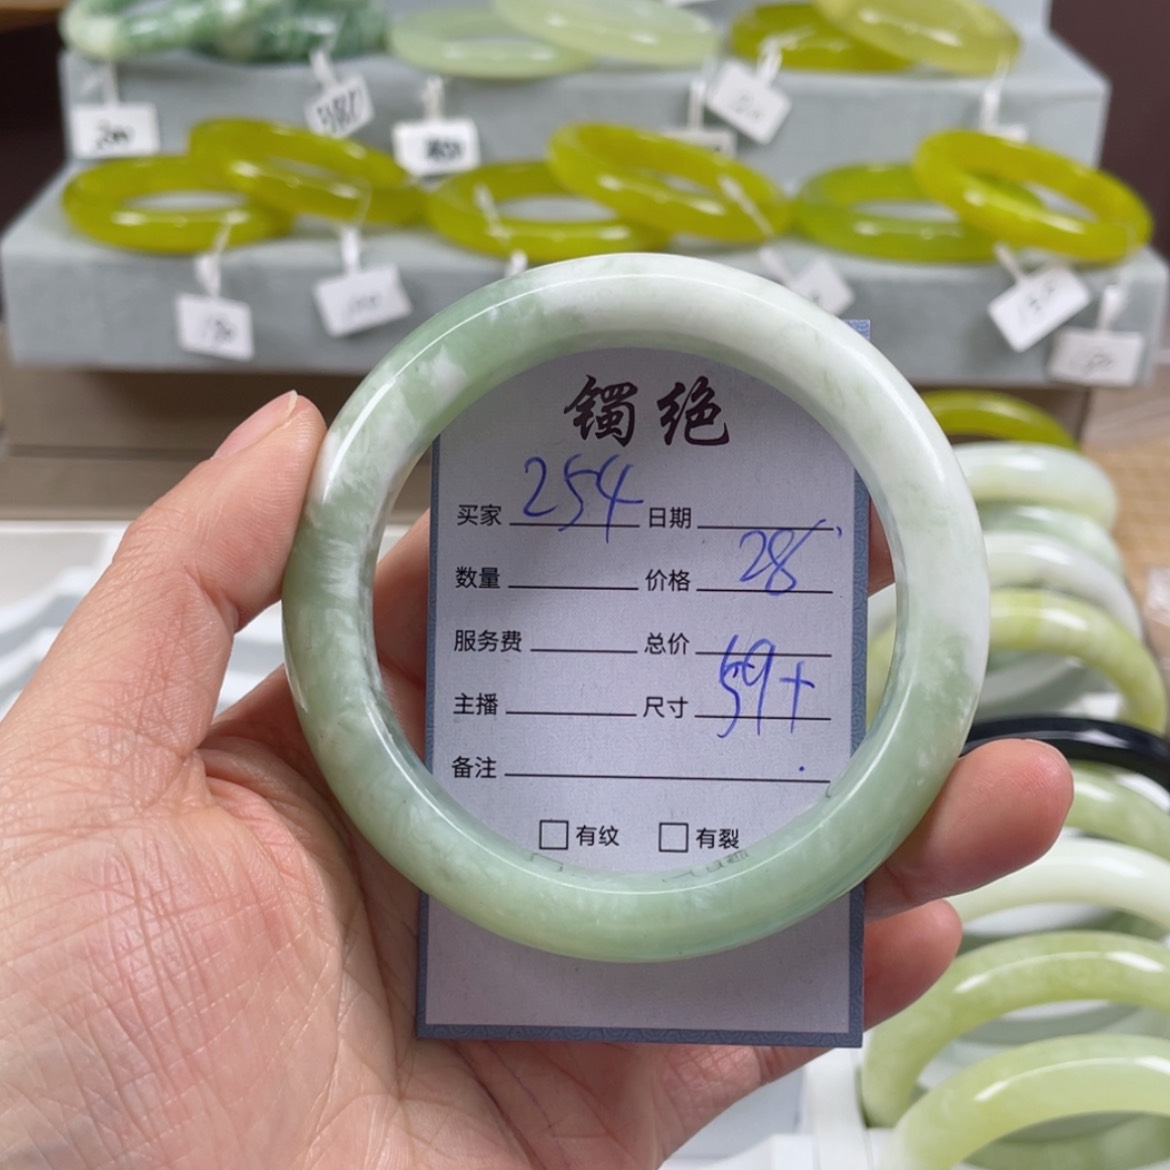 镯绝
买家 254 日期
数量 价格 28
服务费 总价
主播 尺寸 59+
备注
□有纹 □有裂